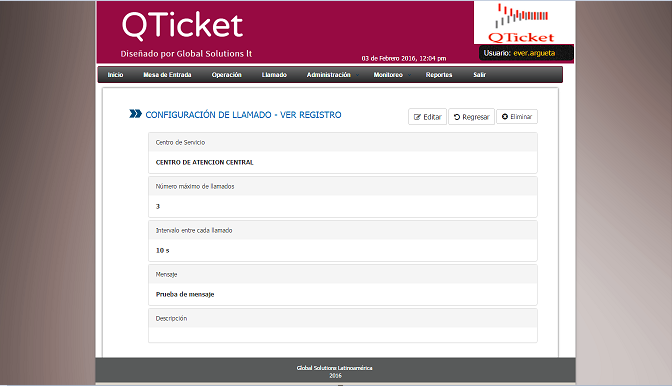 QTicket
Diseñado por Global Solutions lt
QTicket
03 de Febrero 2016, 12:04 pm
Usuario: ever.argueta
Inicio Mesa de Entrada Operación Llamado Administración Monitoreo Reportes Salir
CONFIGURACIÓN DE LLAMADO - VER REGISTRO
Editar Regresar Eliminar
Centro de Servicio
CENTRO DE ATENCION CENTRAL
Número máximo de llamados
3
Intervalo entre cada llamado
10 s
Mensaje
Prueba de mensaje
Descripción
Global Solutions Latinoamérica
2016